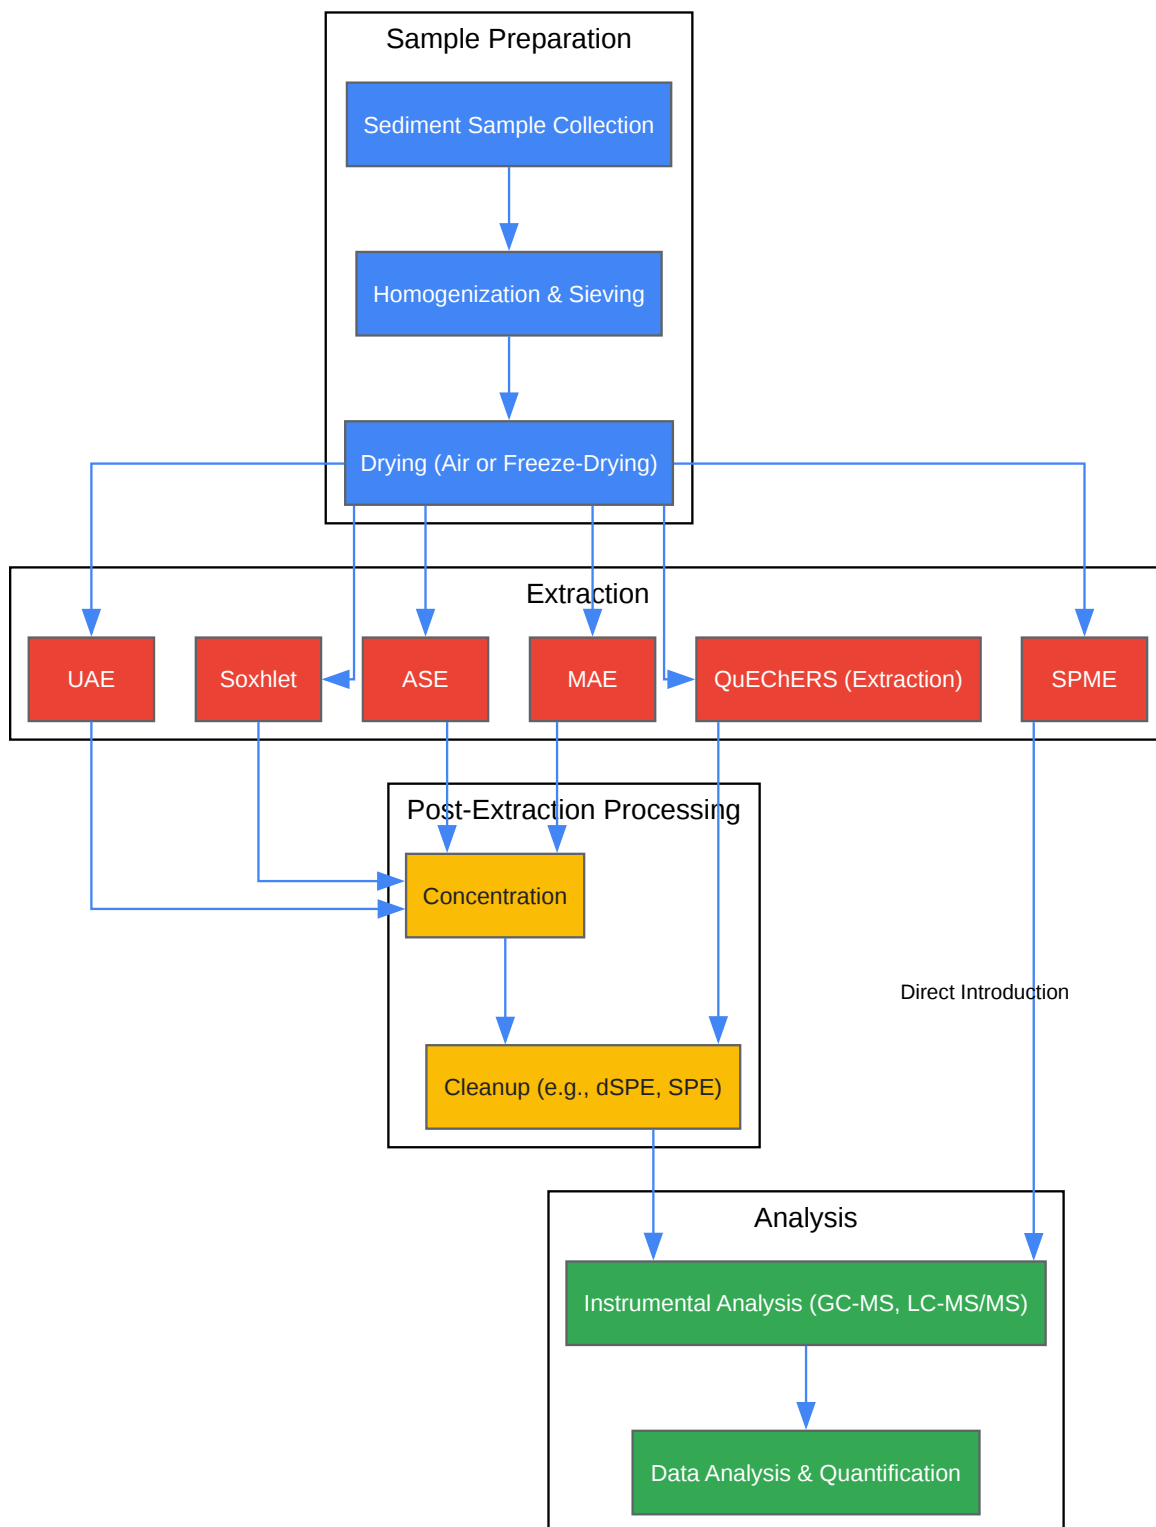 Sample Preparation
Sediment Sample Collection
Homogenization & Sieving
Drying (Air or Freeze-Drying)
Extraction
UAE
Soxhlet
ASE
MAE
QuEChERS (Extraction)
SPME
Post-Extraction Processing
Concentration
Direct Introduction
Cleanup (e.g., dSPE, SPE)
Analysis
Instrumental Analysis (GC-MS, LC-MS/MS)
Data Analysis & Quantification